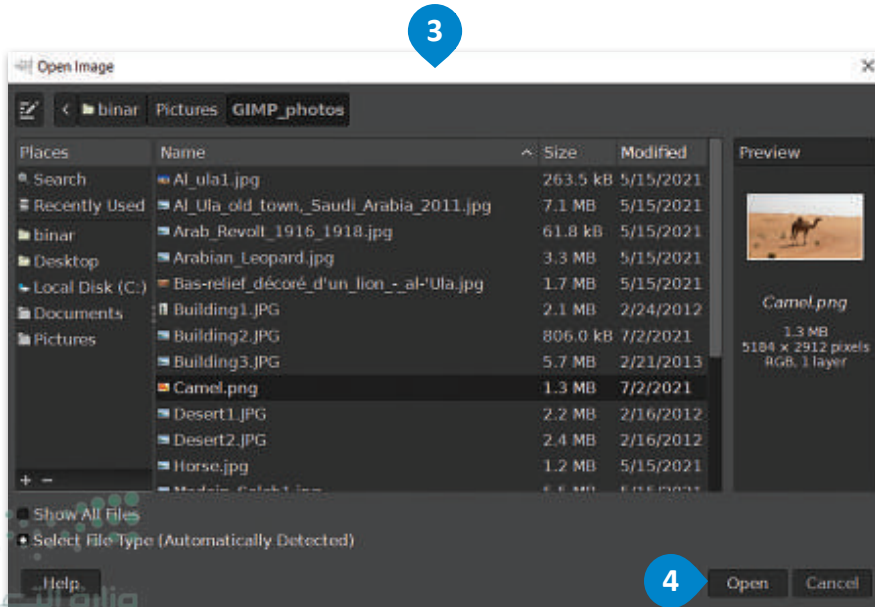 3
Open Image
binar Pictures GIMP_photos
Places Name Size Modified Preview
Search Al_ula1.jpg 263.5 kB 5/15/2021
Recently Used Al_Ula_old_town,_Saudi_Arabia_2011.jpg 7.1 MB 5/15/2021
binar Arab_Revolt_1916_1918.jpg 61.8 kB 5/15/2021
Desktop Arabian_Leopard.jpg 3.3 MB 5/15/2021
Local Disk (C:) Bas-relief_décoré_d'un_lion_-_al-'Ula.jpg 1.7 MB 5/15/2021
Documents Building1.JPG 2.1 MB 2/24/2012
Pictures Building2.JPG 806.0 kB 7/2/2021
Building3.JPG 5.7 MB 2/21/2013
Camel.png 1.3 MB 7/2/2021
Desert1.JPG 2.2 MB 2/16/2012
Desert2.JPG 2.4 MB 2/16/2012
Horse.jpg 1.2 MB 5/15/2021
Camel.png
1.3 MB
5184 × 2912 pixels
RGB, 1 layer
Show All Files
Select File Type (Automatically Detected)
Help 4 Open Cancel